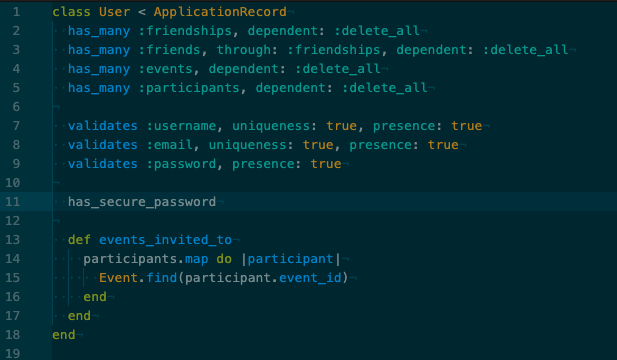 1 class User < ApplicationRecord
2 has_many :friendships, dependent: :delete_all
3 has_many :friends, through: :friendships, dependent: :delete_all
4 has_many :events, dependent: :delete_all
5 has_many :participants, dependent: :delete_all
6
7 validates :username, uniqueness: true, presence: true
8 validates :email, uniqueness: true, presence: true
9 validates :password, presence: true
10
11 has_secure_password
12
13 def events_invited_to
14 participants.map do |participant|
15 Event.find(participant.event_id)
16 end
17 end
18 end
19